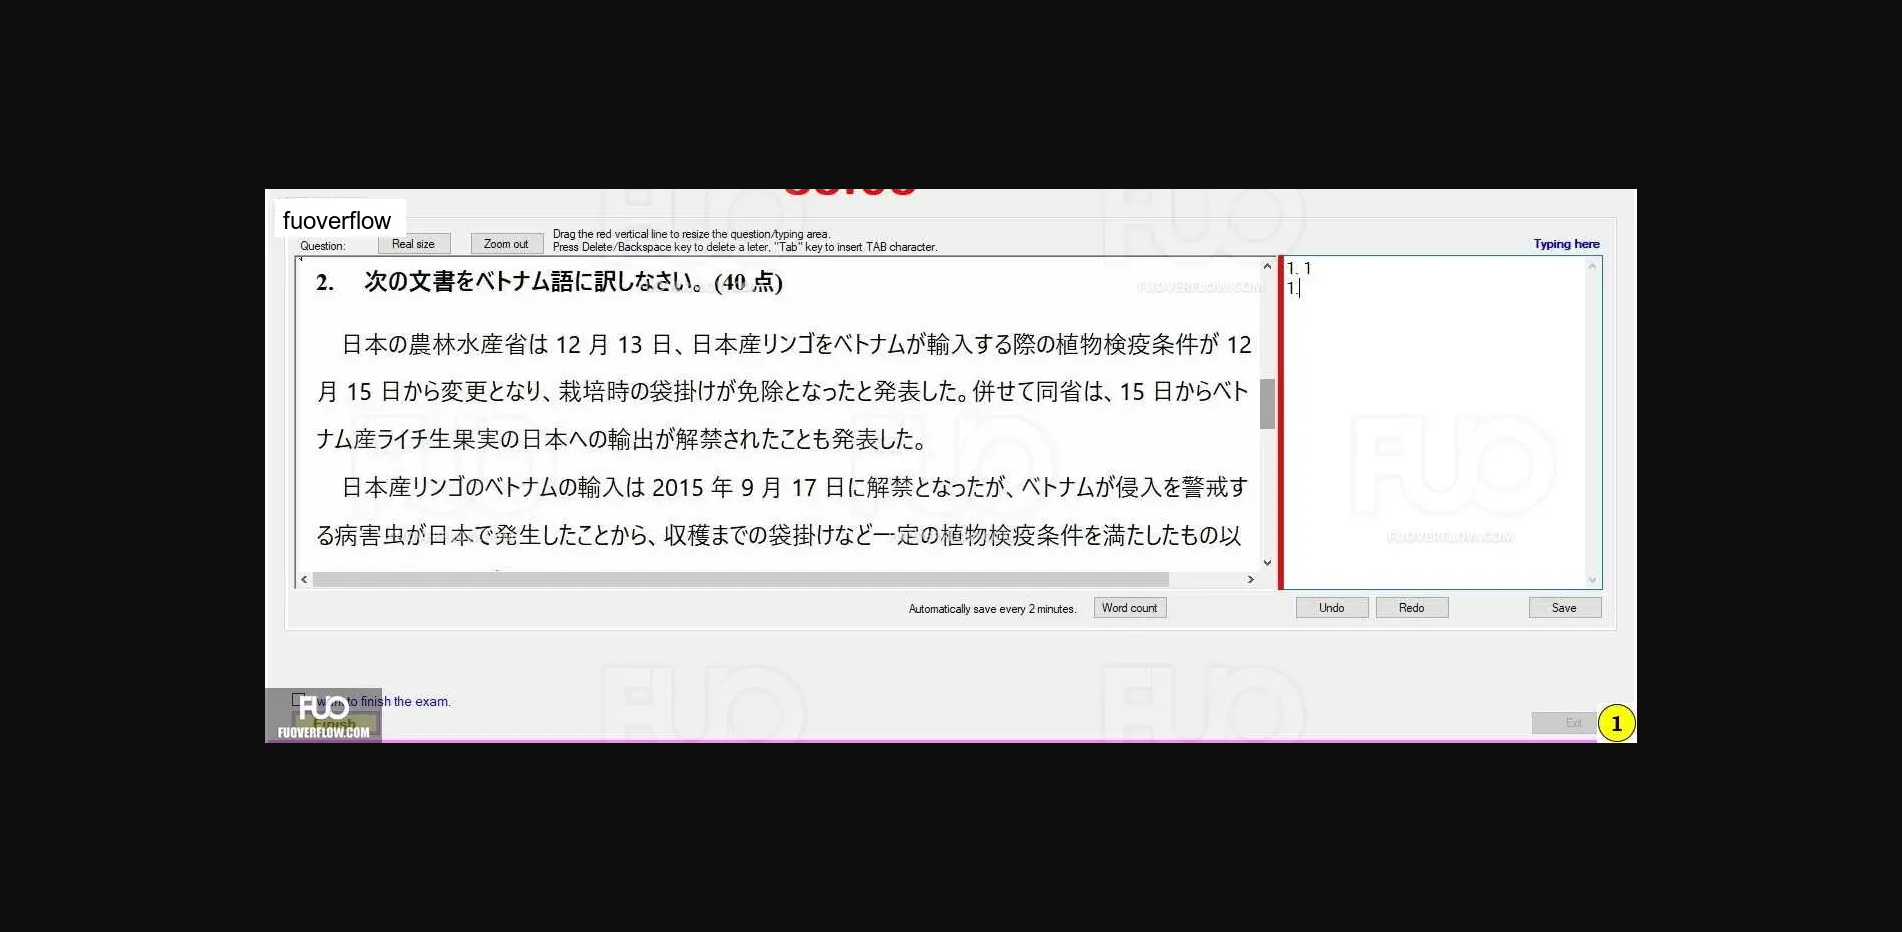 fuoverflow
Question:
Real size
Zoom out
Drag the red vertical line to resize the question/typing area.
Press Delete/Backspace key to delete a leter, "Tab" key to insert TAB character.
Typing here
2. 次の文書をベトナム語に訳しなさい。(40 点)
日本の農林水産省は 12 月 13 日、日本産リンゴをベトナムが輸入する際の植物検疫条件が 12
月 15 日から変更となり、栽培時の袋掛けが免除となったと発表した。併せて同省は、15 日からベト
ナム産ライチ生果実の日本への輸出が解禁されたことも発表した。
日本産リンゴのベトナムの輸入は 2015 年 9 月 17 日に解禁となったが、ベトナムが侵入を警戒す
る病害虫が日本で発生したことから、収穫までの袋掛けなど一定の植物検疫条件を満たしたもの以
1. 1
1.
Automatically save every 2 minutes.
Word count
Undo
Redo
Save
to finish the exam.
Finish
FUO
FUOVERFLOW.COM
Exit
1
FUO
FUOVERFLOW.COM